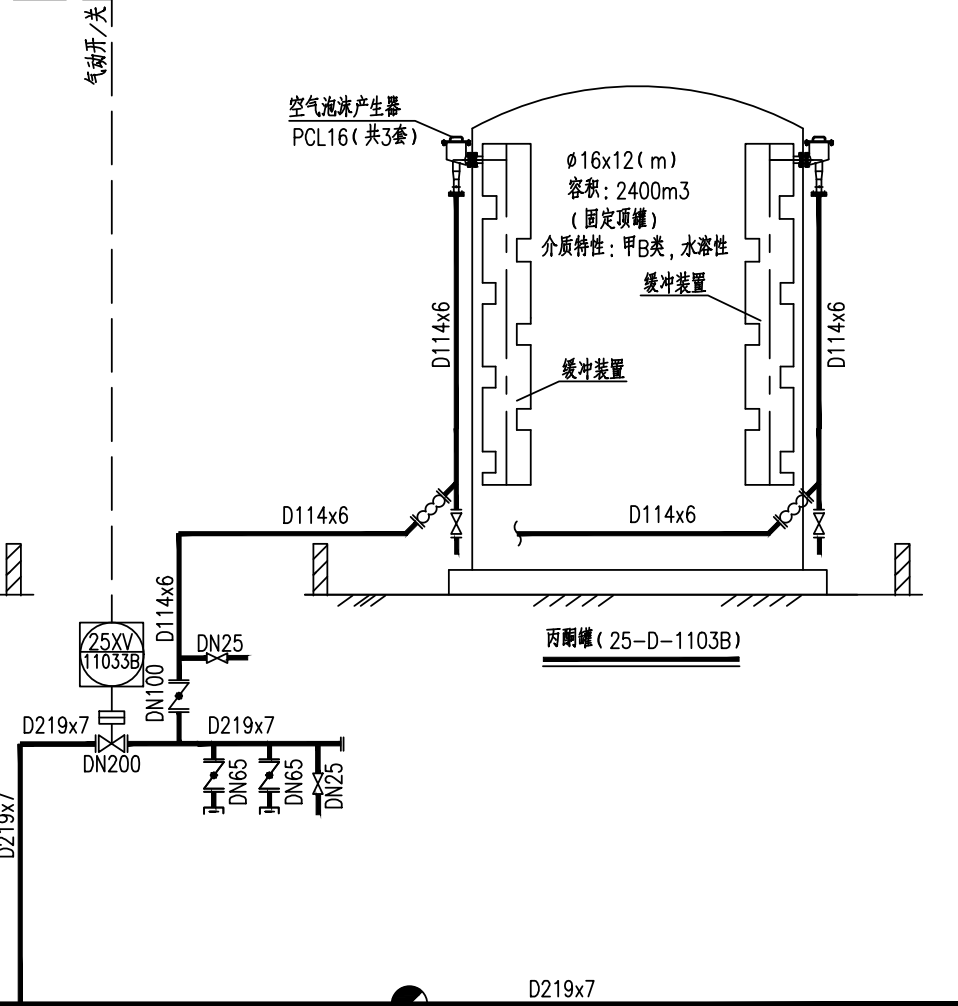 气动开/关
空气泡沫产生器
PCL16(共3套)
ø16x12(m)
容积: 2400m3
(固定顶罐)
介质特性: 甲B类, 水溶性
缓冲装置
缓冲装置
D114x6
D114x6
D114x6
D114x6
D114x6
丙酮罐(25-D-1103B)
25XV
11033B
DN25
DN100
D219x7
D219x7
DN200
DN65
DN65
DN25
D219x7
D219x7